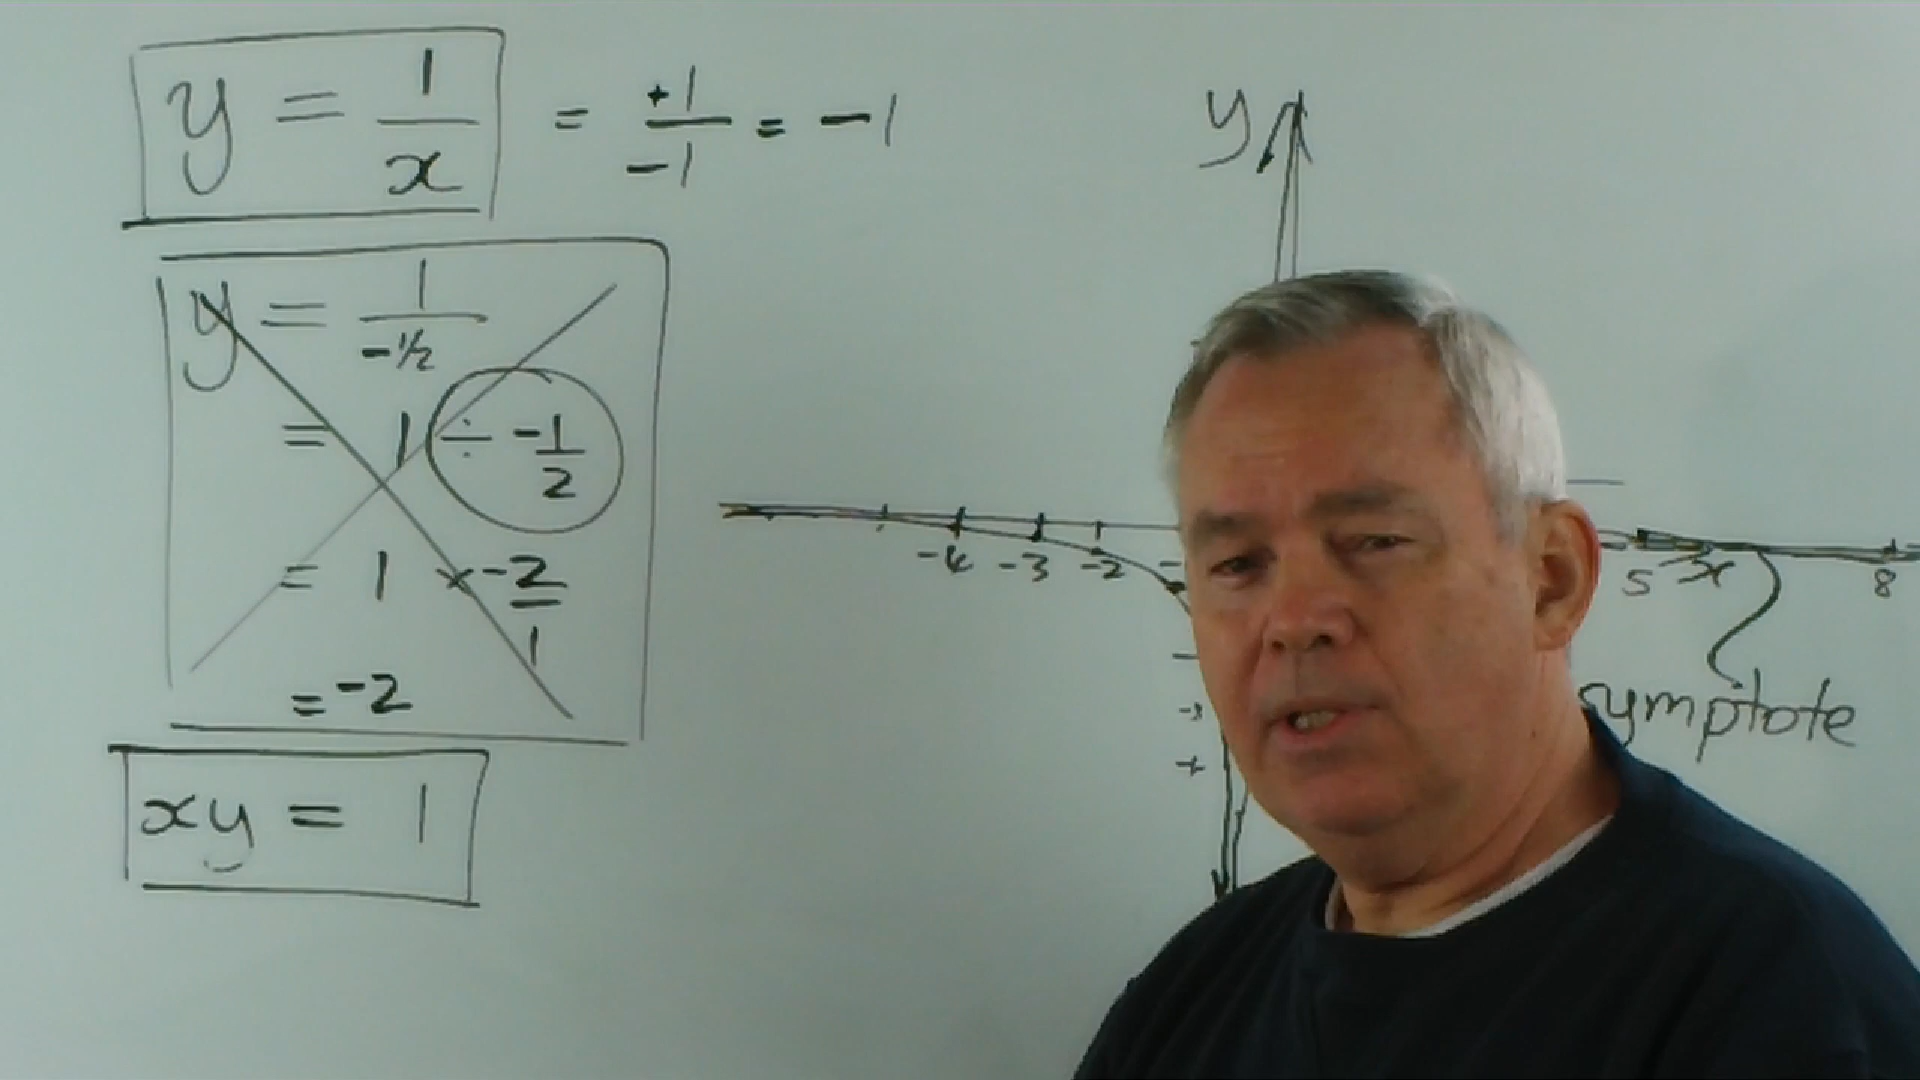 y = 1/x = +1/-1 = -1
y = 1/-1/2
= 1 ÷ -1/2
= 1 × -2/1
= -2
xy = 1
y
-4 -3 -2
5 x 8
symptote